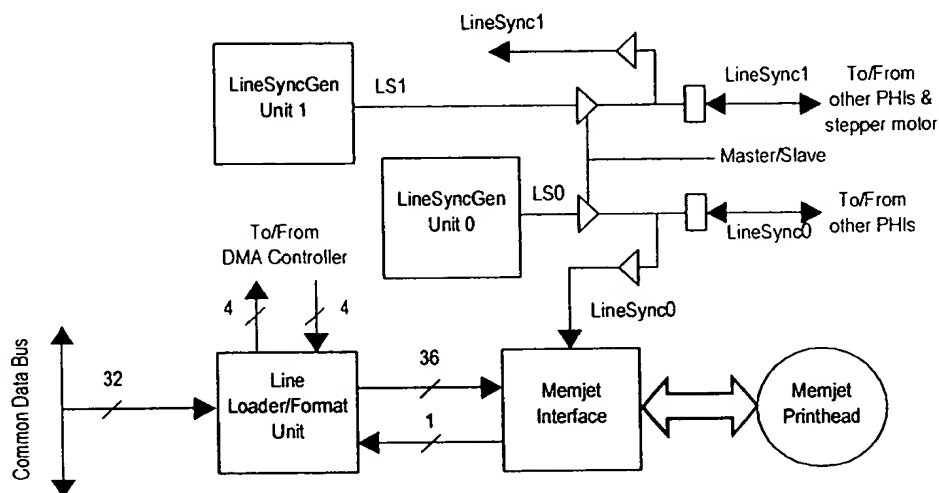 LineSync1
LineSyncGen
Unit 1
LS1
LineSync1
To/From
other PHIs &
stepper motor
Master/Slave
LineSyncGen
Unit 0
LS0
LineSync0
To/From
other PHIs
To/From
DMA Controller
4
4
LineSync0
Common Data Bus
32
Line
Loader/Format
Unit
36
1
Memjet
Interface
Memjet
Printhead